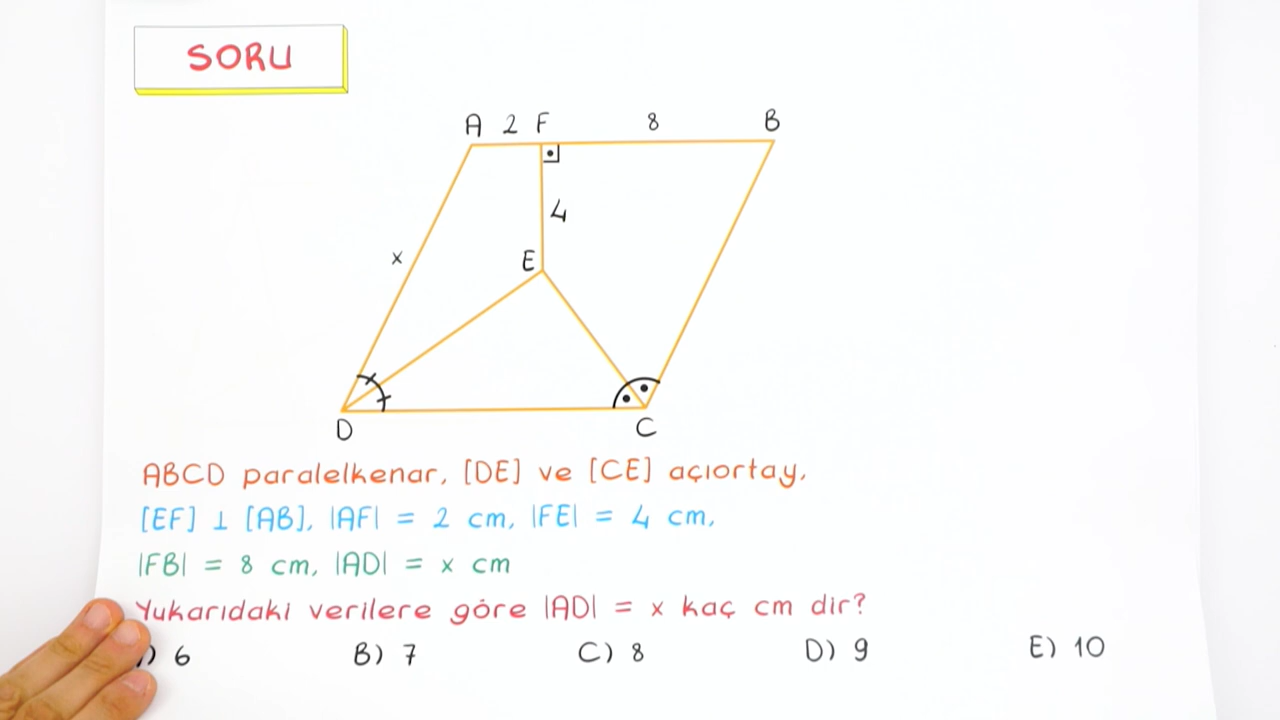 SORU
A 2 F 8 B
4
E
x
D C
ABCD paralelkenar, [DE] ve [CE] açıortay,
[EF] ⊥ [AB], |AF| = 2 cm, |FE| = 4 cm,
|FB| = 8 cm, |AD| = x cm
Yukarıdaki verilere göre |AD| = x kaç cm dir?
) 6 B) 7 C) 8 D) 9 E) 10